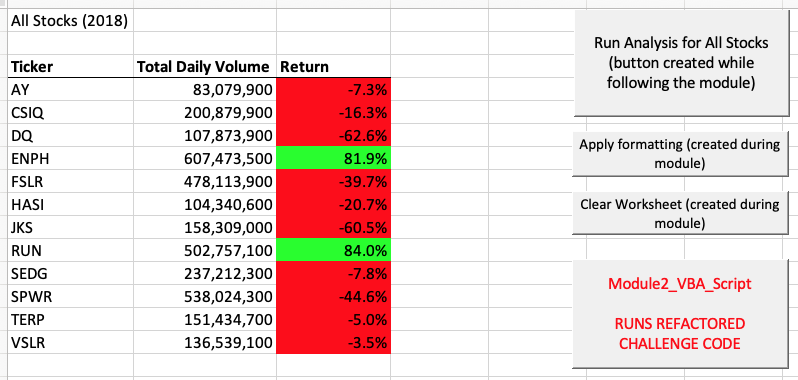 All Stocks (2018)
Ticker Total Daily Volume Return
AY 83,079,900 -7.3%
CSIQ 200,879,900 -16.3%
DQ 107,873,900 -62.6%
ENPH 607,473,500 81.9%
FSLR 478,113,900 -39.7%
HASI 104,340,600 -20.7%
JKS 158,309,000 -60.5%
RUN 502,757,100 84.0%
SEDG 237,212,300 -7.8%
SPWR 538,024,300 -44.6%
TERP 151,434,700 -5.0%
VSLR 136,539,100 -3.5%
Run Analysis for All Stocks
(button created while
following the module)
Apply formatting (created during
module)
Clear Worksheet (created during
module)
Module2_VBA_Script
RUNS REFACTORED
CHALLENGE CODE